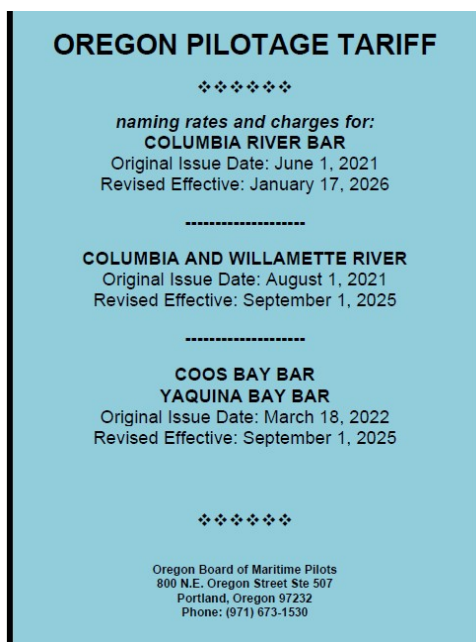 OREGON PILOTAGE TARIFF
❖❖❖❖❖❖
naming rates and charges for:
COLUMBIA RIVER BAR
Original Issue Date: June 1, 2021
Revised Effective: January 17, 2026
--------------------
COLUMBIA AND WILLAMETTE RIVER
Original Issue Date: August 1, 2021
Revised Effective: September 1, 2025
--------------------
COOS BAY BAR
YAQUINA BAY BAR
Original Issue Date: March 18, 2022
Revised Effective: September 1, 2025
❖❖❖❖❖❖
Oregon Board of Maritime Pilots
800 N.E. Oregon Street Ste 507
Portland, Oregon 97232
Phone: (971) 673-1530